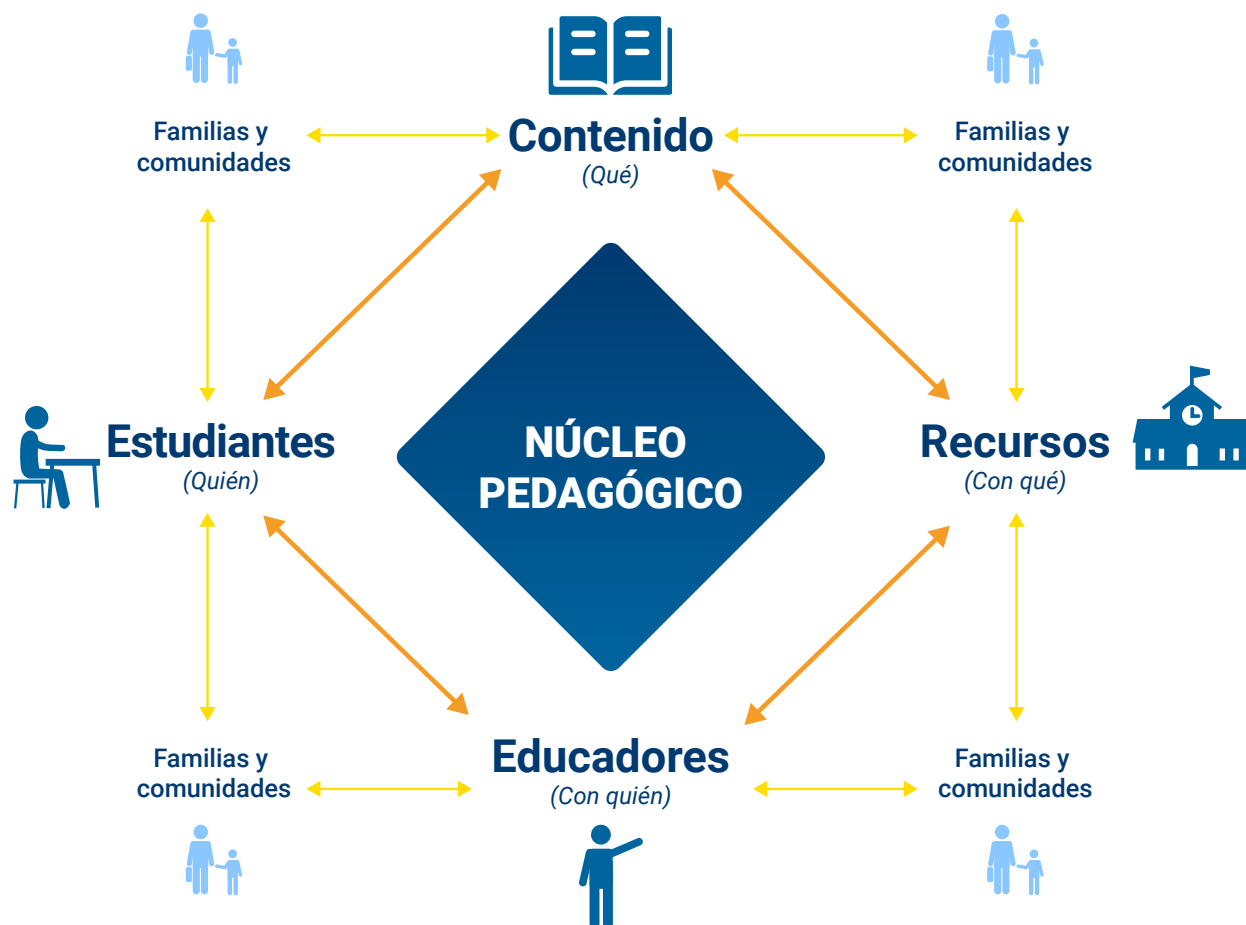 Familias y
comunidades
Contenido
(Qué)
Familias y
comunidades
Estudiantes
(Quién)
NÚCLEO
PEDAGÓGICO
Recursos
(Con qué)
Familias y
comunidades
Educadores
(Con quién)
Familias y
comunidades